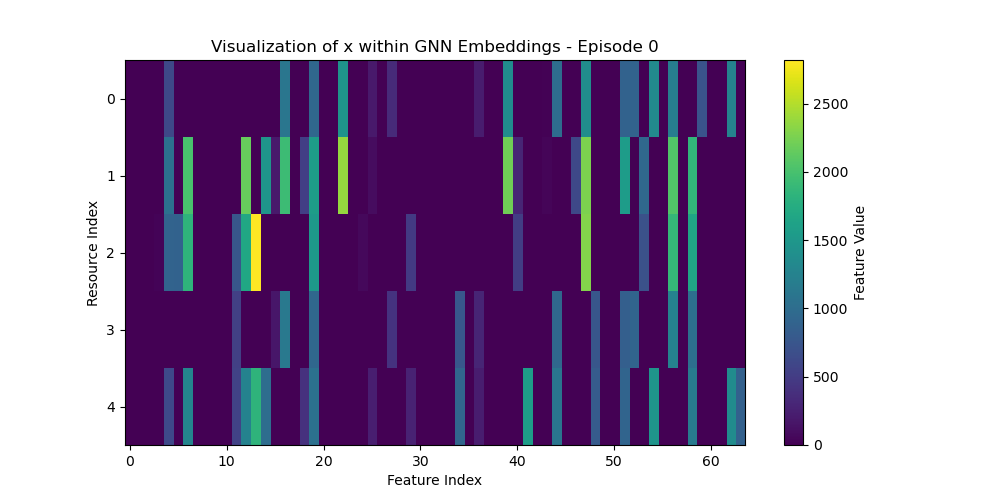 Visualization of x within GNN Embeddings - Episode 0
Resource Index
0
1
2
3
4
0 10 20 30 40 50 60
Feature Index
2500
2000
1500
1000
500
0
Feature Value